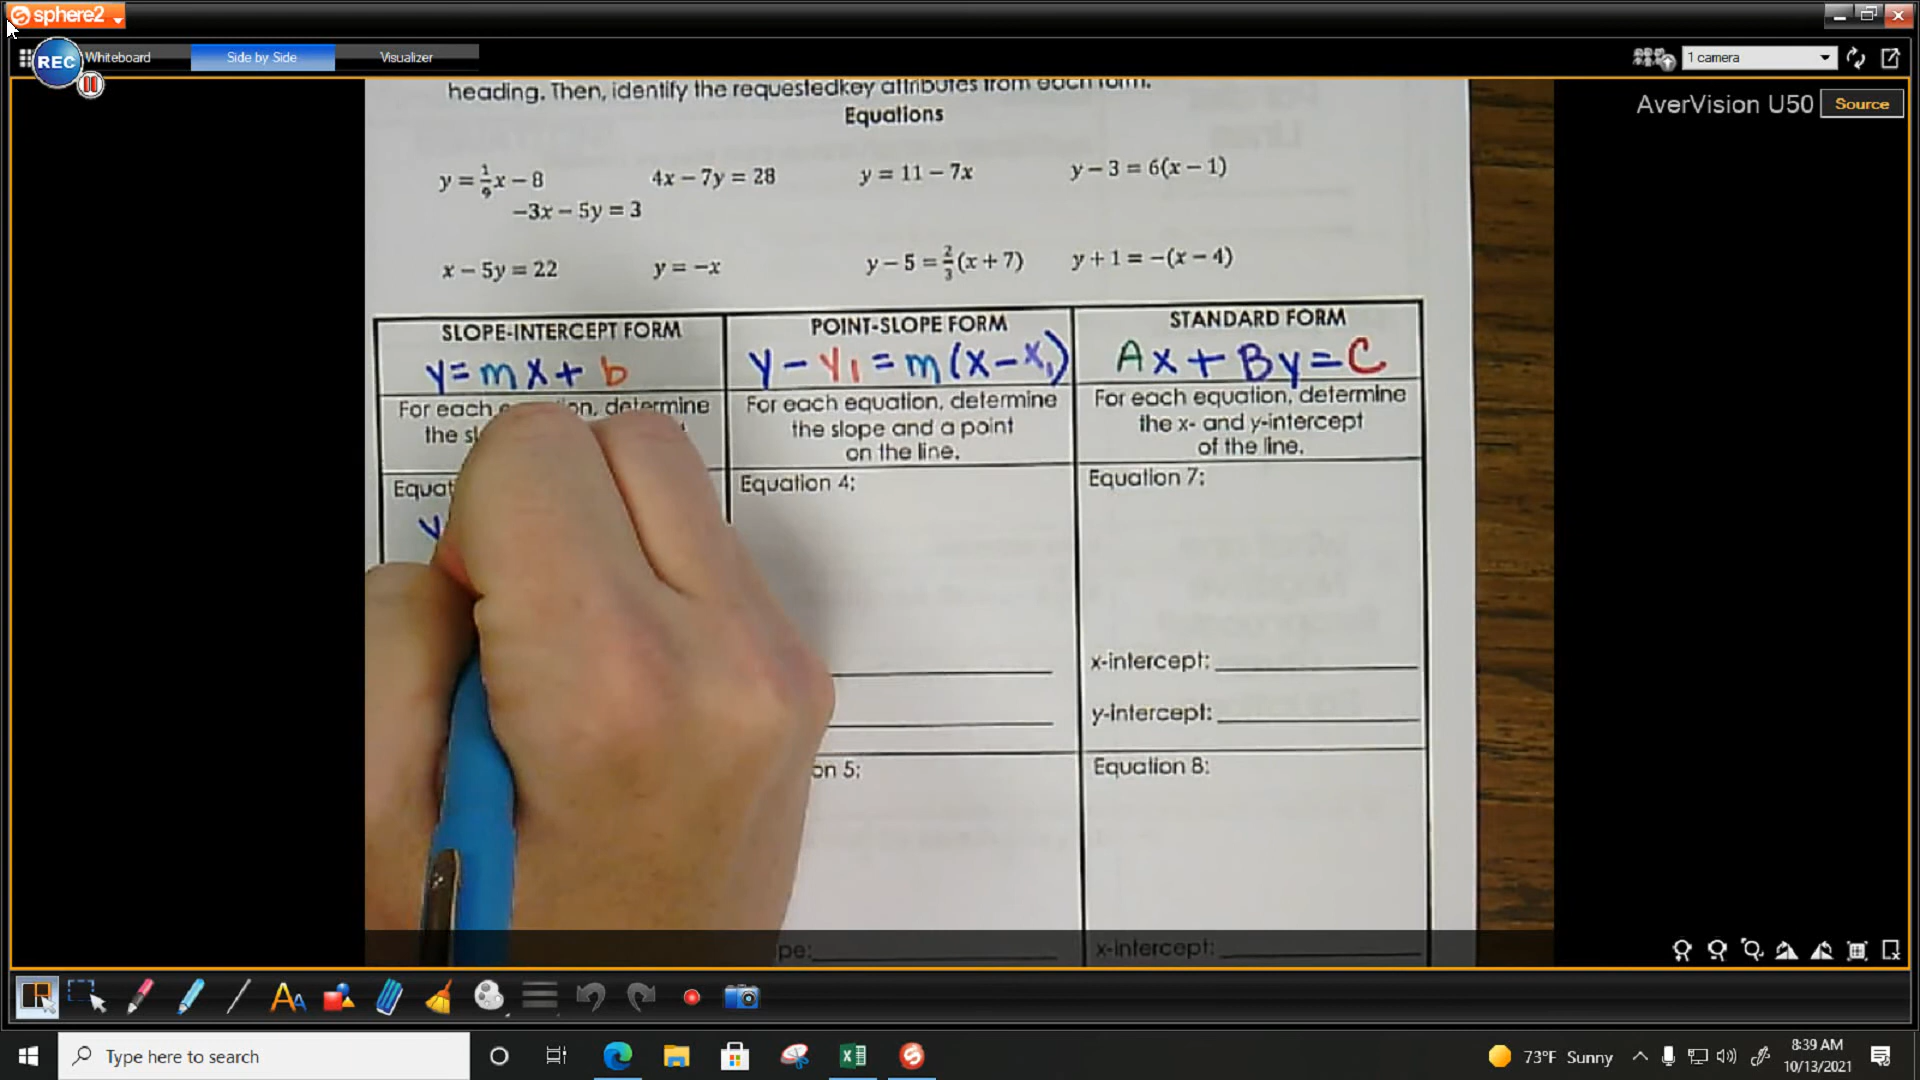 sphere2
REC
Whiteboard
Side by Side
Visualizer
1 camera
AverVision U50
Source
heading. Then, identify the requestedkey attributes from each form.
Equations
y = 1/9 x − 8
4x − 7y = 28
y = 11 − 7x
y − 3 = 6(x − 1)
−3x − 5y = 3
x − 5y = 22
y = −x
y − 5 = 2/3 (x + 7)
y + 1 = −(x − 4)
SLOPE-INTERCEPT FORM
y = mx + b
For each determine
the
POINT-SLOPE FORM
y − y₁ = m(x − x₁)
For each equation, determine
the slope and a point
on the line.
Equation 4:
on 5:
pe:
STANDARD FORM
Ax + By = C
For each equation, determine
the x- and y-intercept
of the line.
Equation 7:
x-intercept:
y-intercept:
Equation 8:
x-intercept:
Type here to search
73°F Sunny
8:39 AM
10/13/2021